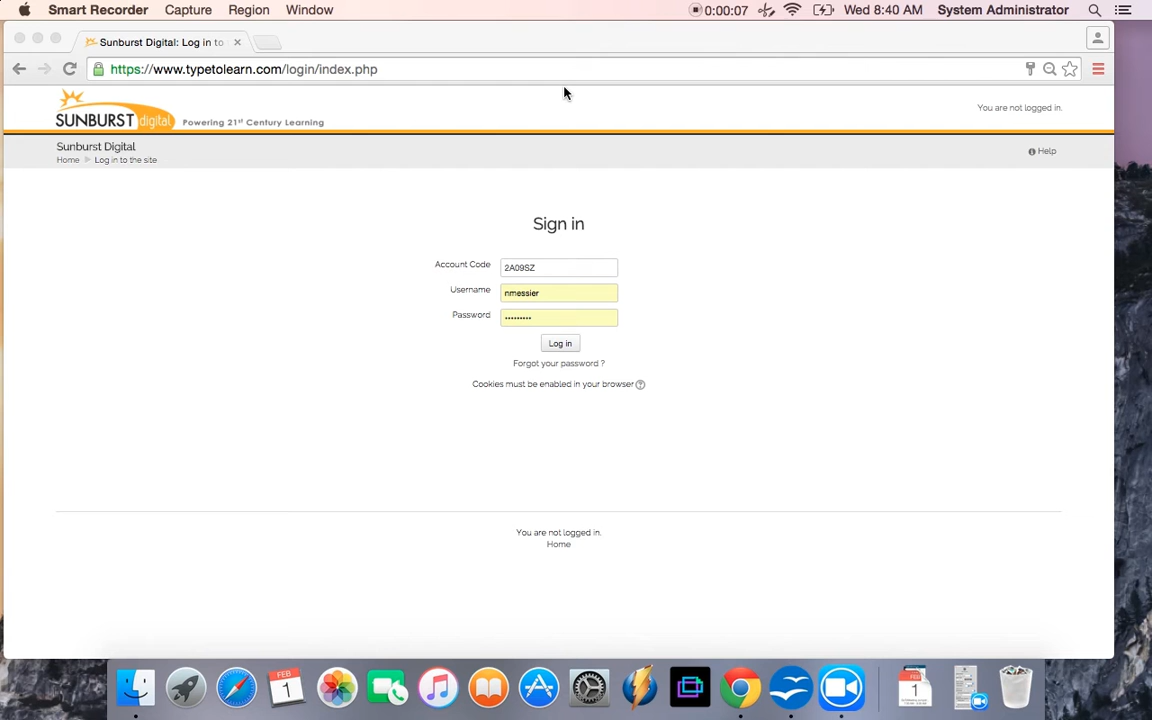 Smart Recorder Capture Region Window 0:00:07 Wed 8:40 AM System Administrator
Sunburst Digital: Log in to
https://www.typetolearn.com/login/index.php
SUNBURST digital Powering 21st Century Learning
You are not logged in.
Sunburst Digital
Home Log in to the site
Help
Sign in
Account Code 2A09SZ
Username nmessier
Password •••••••••
Log in
Forgot your password ?
Cookies must be enabled in your browser
You are not logged in.
Home
FEB
1
1